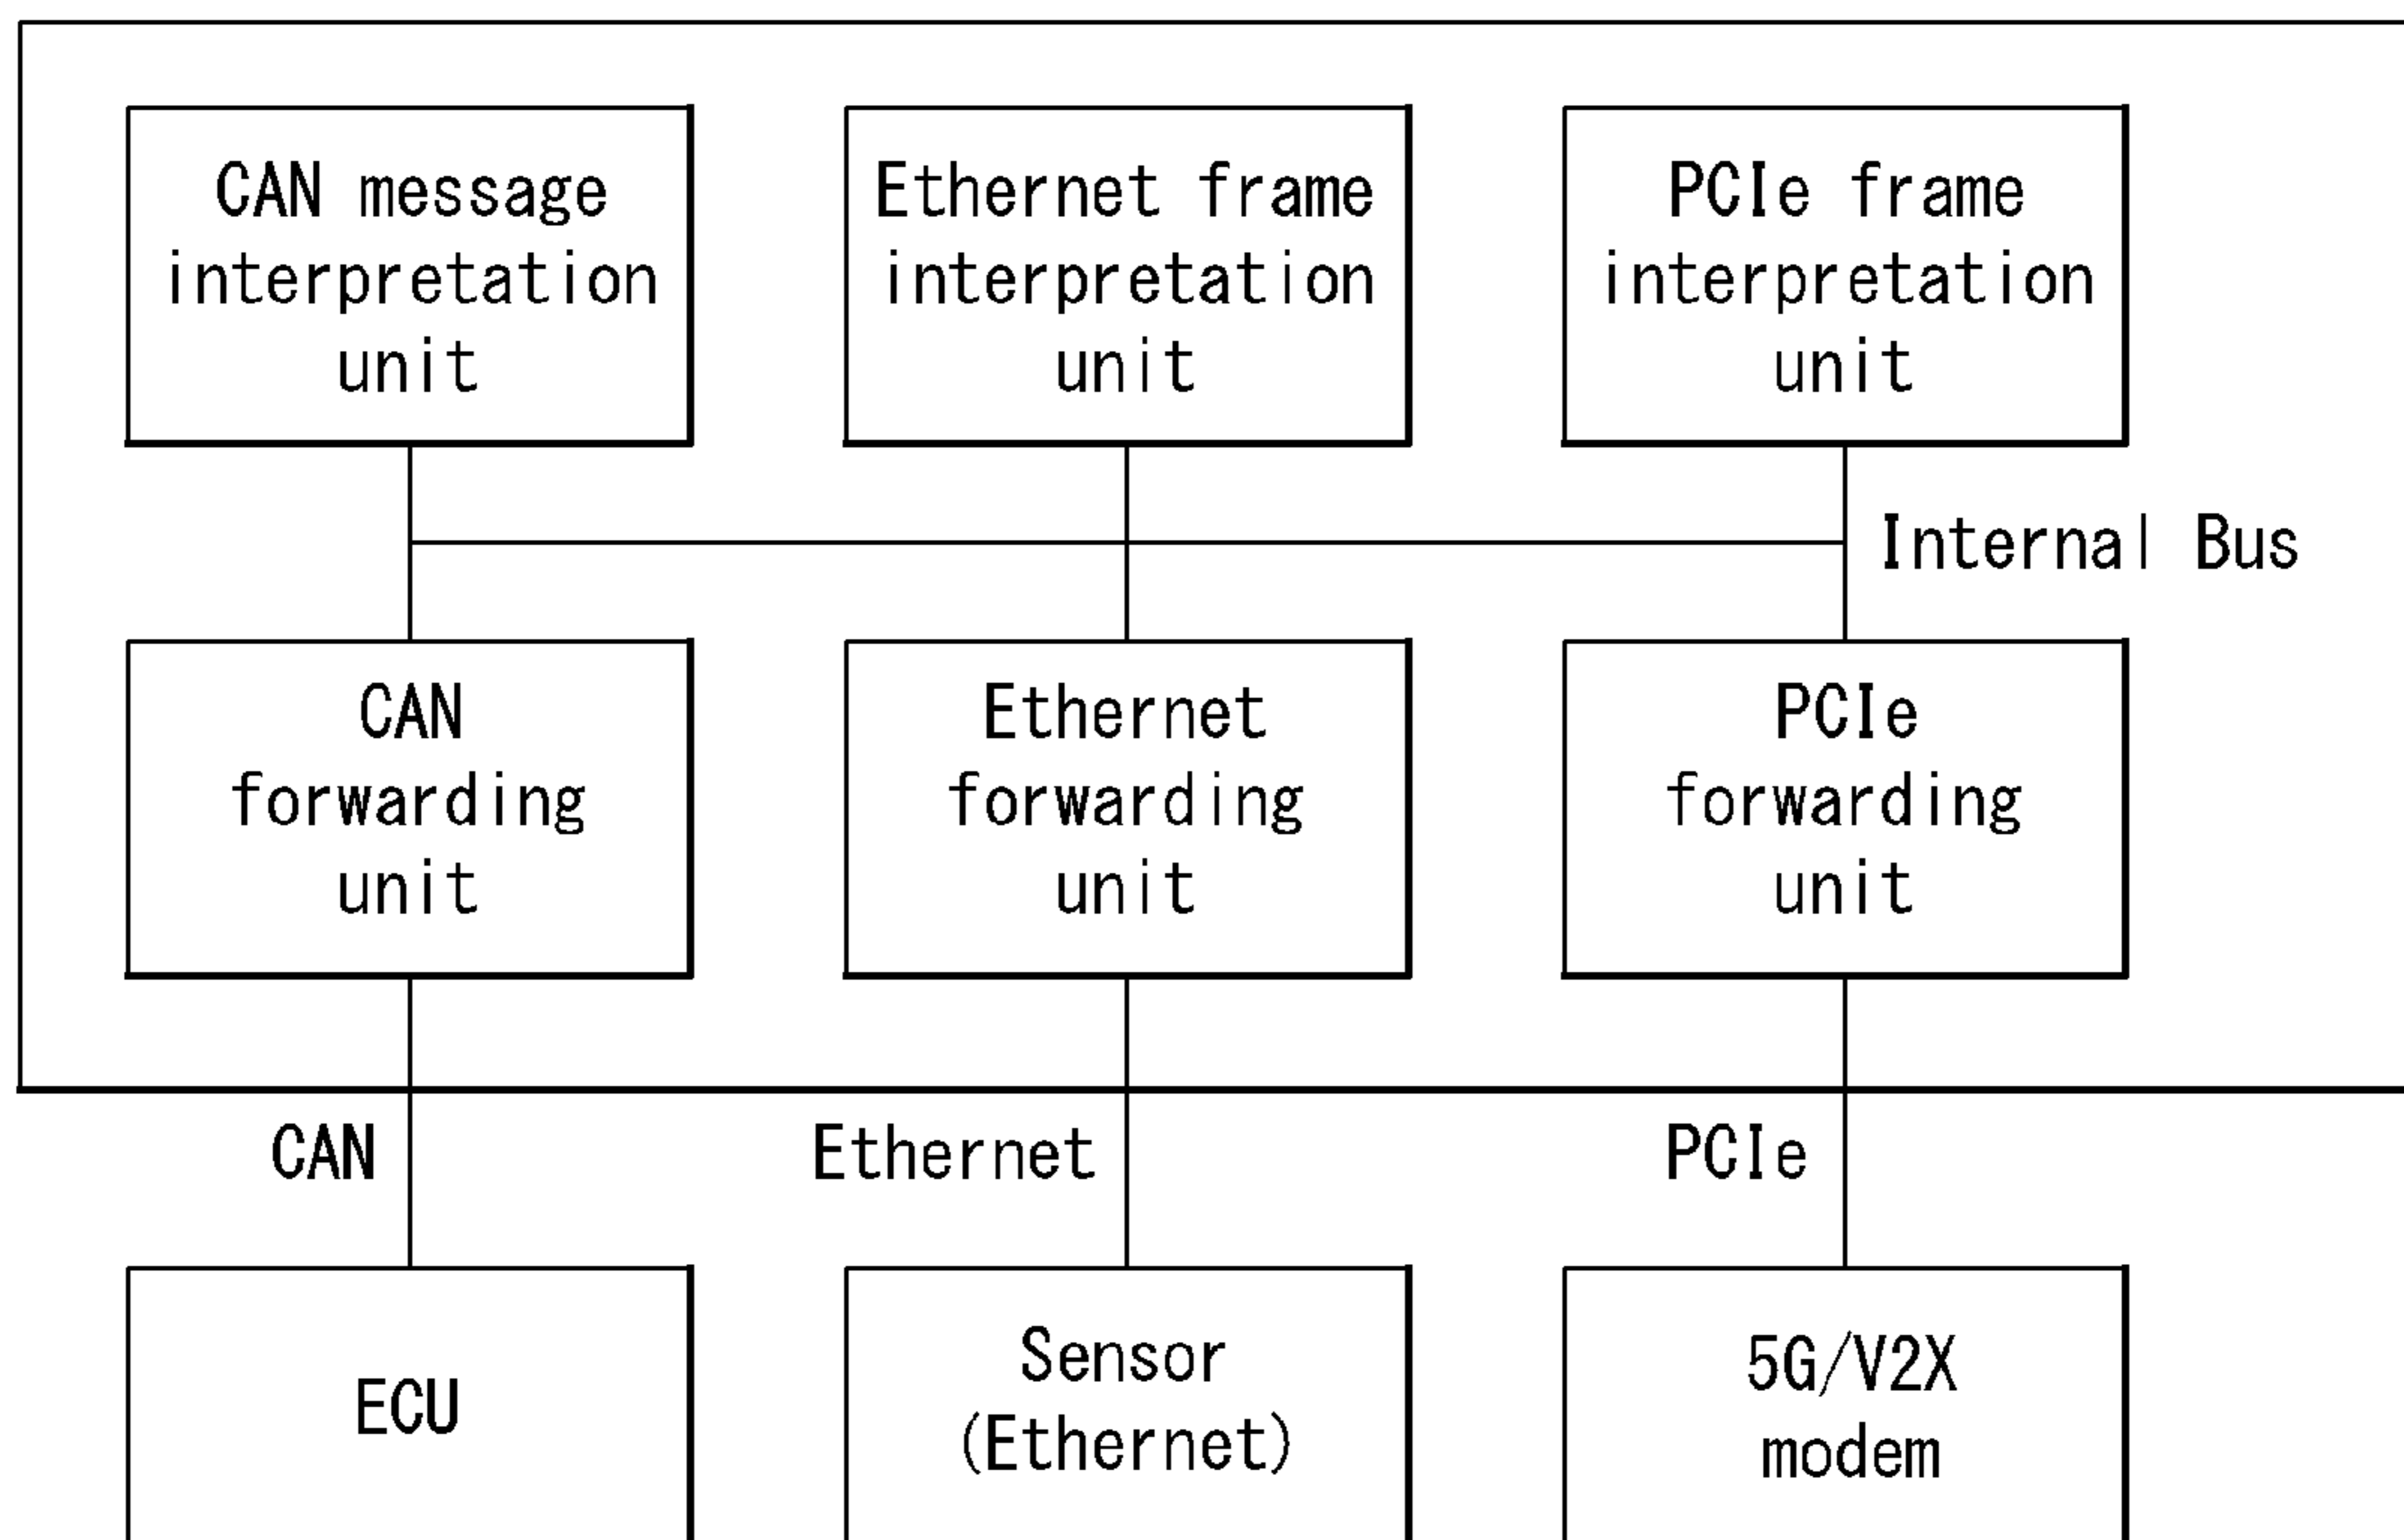 CAN message
interpretation
unit
Ethernet frame
interpretation
unit
PCIe frame
interpretation
unit
Internal Bus
CAN
forwarding
unit
Ethernet
forwarding
unit
PCIe
forwarding
unit
CAN
Ethernet
PCIe
ECU
Sensor
(Ethernet)
5G/V2X
modem